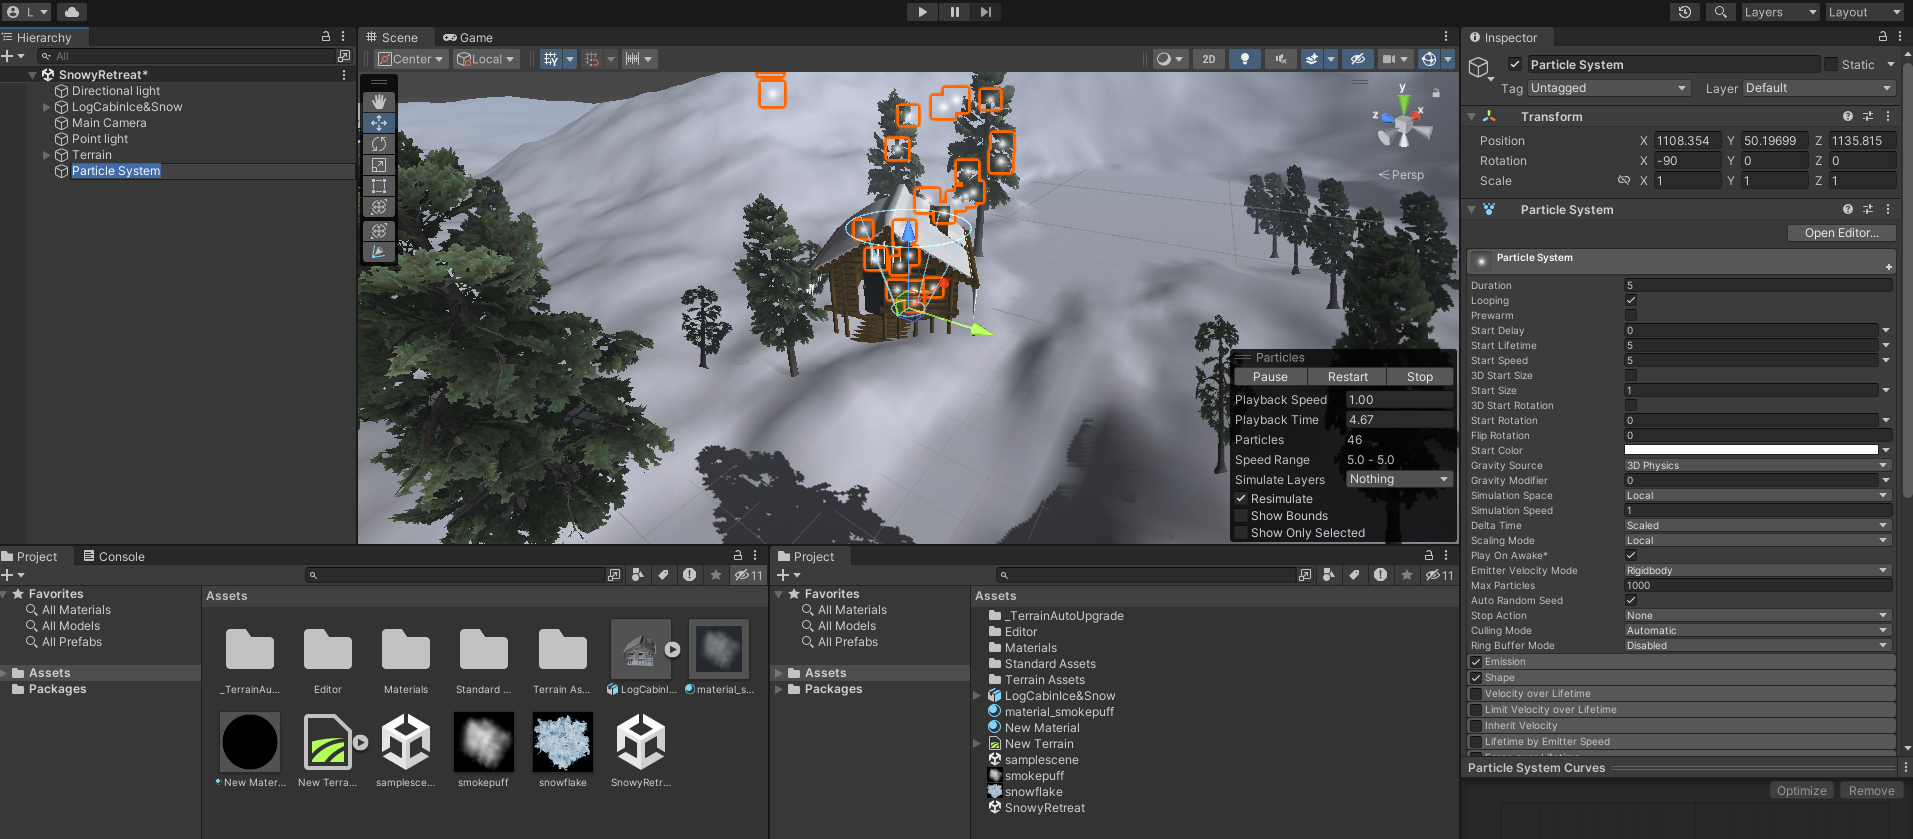 L
Layers
Layout
Hierarchy
All
SnowyRetreat*
Directional light
LogCabinIce&Snow
Main Camera
Point light
Terrain
Particle System
Scene
Game
Center
Local
2D
y
x
z
Persp
Particles
Pause Restart Stop
Playback Speed 1.00
Playback Time 4.67
Particles 46
Speed Range 5.0 - 5.0
Simulate Layers Nothing
Resimulate
Show Bounds
Show Only Selected
Inspector
Particle System
Static
Tag Untagged
Layer Default
Transform
Position X 1108.354 Y 50.19699 Z 1135.815
Rotation X -90 Y 0 Z 0
Scale X 1 Y 1 Z 1
Particle System
Open Editor...
Particle System
Duration 5
Looping
Prewarm
Start Delay 0
Start Lifetime 5
Start Speed 5
3D Start Size
Start Size 1
3D Start Rotation
Start Rotation 0
Flip Rotation 0
Start Color
Gravity Source 3D Physics
Gravity Modifier 0
Simulation Space Local
Simulation Speed 1
Delta Time Scaled
Scaling Mode Local
Play On Awake*
Emitter Velocity Mode Rigidbody
Max Particles 1000
Auto Random Seed
Stop Action None
Culling Mode Automatic
Ring Buffer Mode Disabled
Emission
Shape
Velocity over Lifetime
Limit Velocity over Lifetime
Inherit Velocity
Lifetime by Emitter Speed
Particle System Curves
Optimize Remove
Project
Console
11
Favorites
All Materials
All Models
All Prefabs
Assets
Packages
Assets
_TerrainAu...
Editor
Materials
Standard ...
Terrain As...
LogCabinI...
material_s...
New Mater...
New Terra...
samplesce...
smokepuff
snowflake
SnowyRetr...
Project
11
Favorites
All Materials
All Models
All Prefabs
Assets
Packages
Assets
_TerrainAutoUpgrade
Editor
Materials
Standard Assets
Terrain Assets
LogCabinIce&Snow
material_smokepuff
New Material
New Terrain
samplescene
smokepuff
snowflake
SnowyRetreat